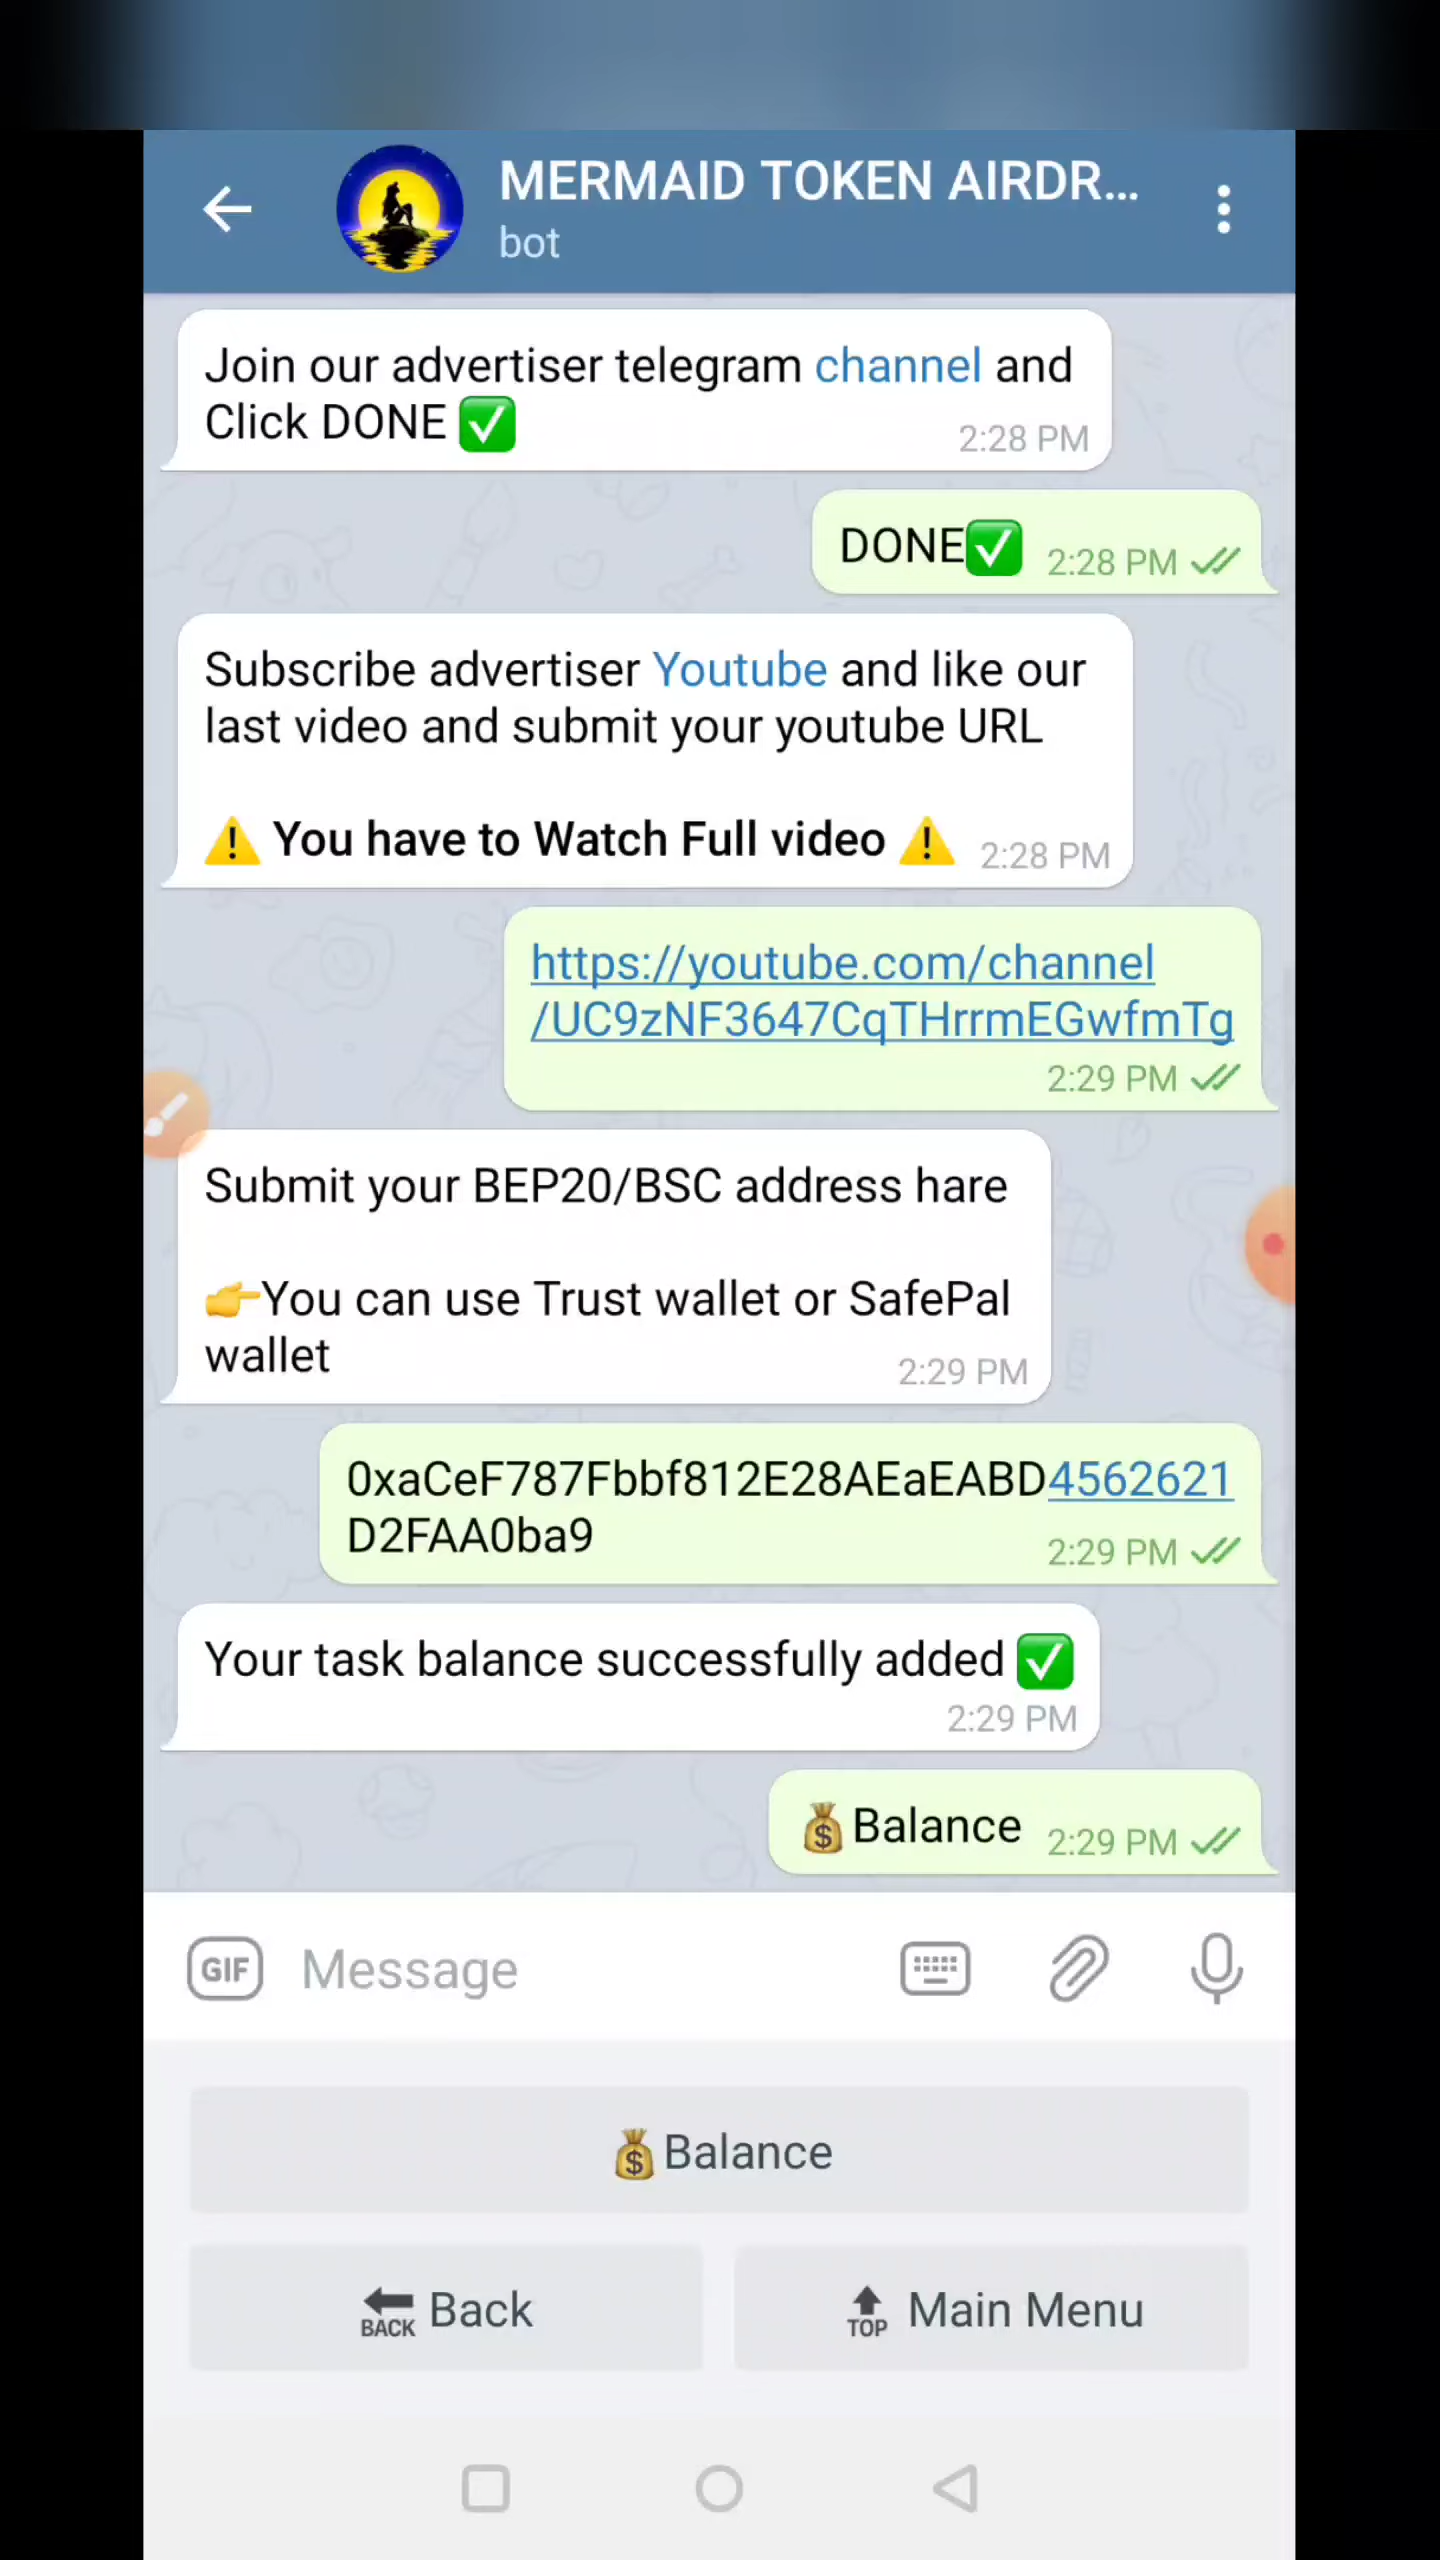 MERMAID TOKEN AIRDR...
bot
Join our advertiser telegram channel and
Click DONE ✅
2:28 PM
DONE✅
2:28 PM
Subscribe advertiser Youtube and like our
last video and submit your youtube URL
⚠️ You have to Watch Full video ⚠️
2:28 PM
https://youtube.com/channel
/UC9zNF3647CqTHrrmEGwfmTg
2:29 PM
Submit your BEP20/BSC address hare
👉You can use Trust wallet or SafePal
wallet
2:29 PM
0xaCeF787Fbbf812E28AEaEABD4562621
D2FAA0ba9
2:29 PM
Your task balance successfully added ✅
2:29 PM
💰Balance
2:29 PM
GIF
Message
💰Balance
BACK
Back
TOP
Main Menu